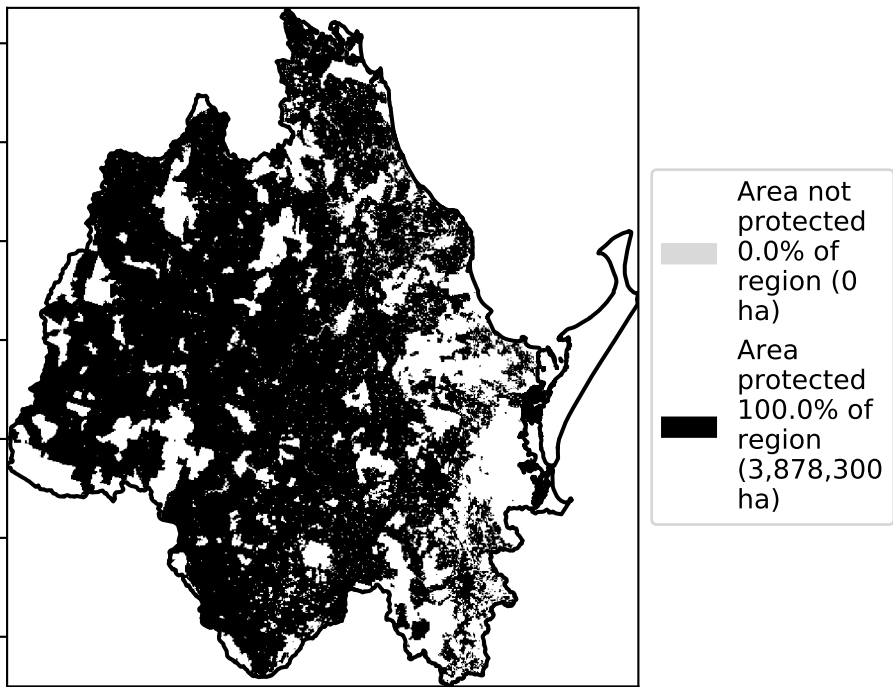 Area not
protected
0.0% of
region (0
ha)
Area
protected
100.0% of
region
(3,878,300
ha)